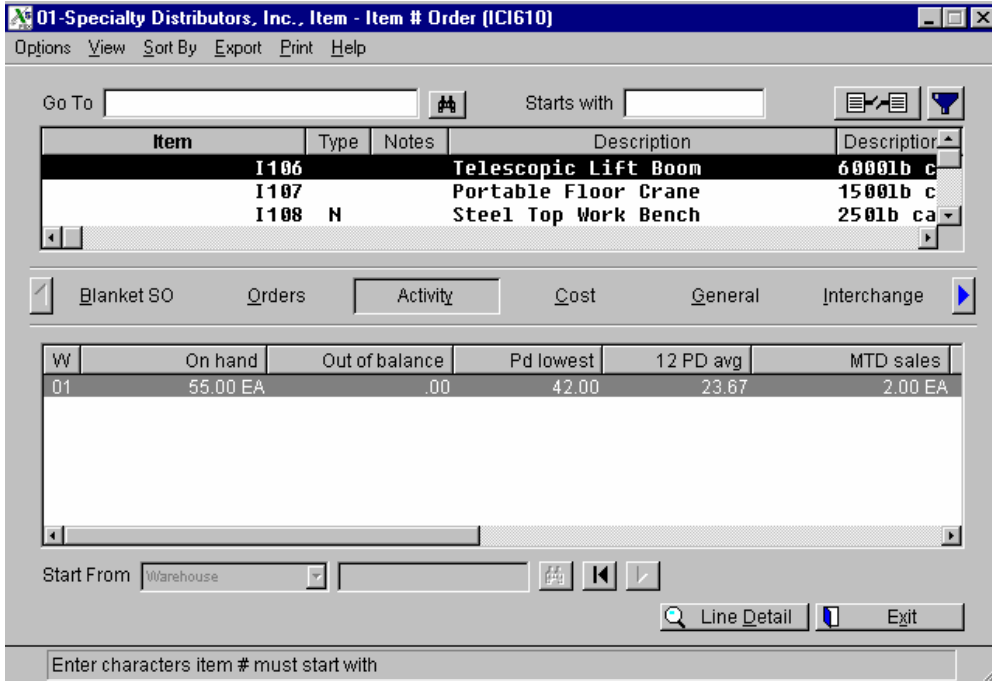 01-Specialty Distributors, Inc., Item - Item # Order (ICI610)
Options View Sort By Export Print Help
Go To Starts with
Item Type Notes Description Description
I106 Telescopic Lift Boom 6000lb c
I107 Portable Floor Crane 1500lb c
I108 N Steel Top Work Bench 250lb ca
Blanket SO Orders Activity Cost General Interchange
W On hand Out of balance Pd lowest 12 PD avg MTD sales
01 55.00 EA .00 42.00 23.67 2.00 EA
Start From Warehouse
Line Detail Exit
Enter characters item # must start with